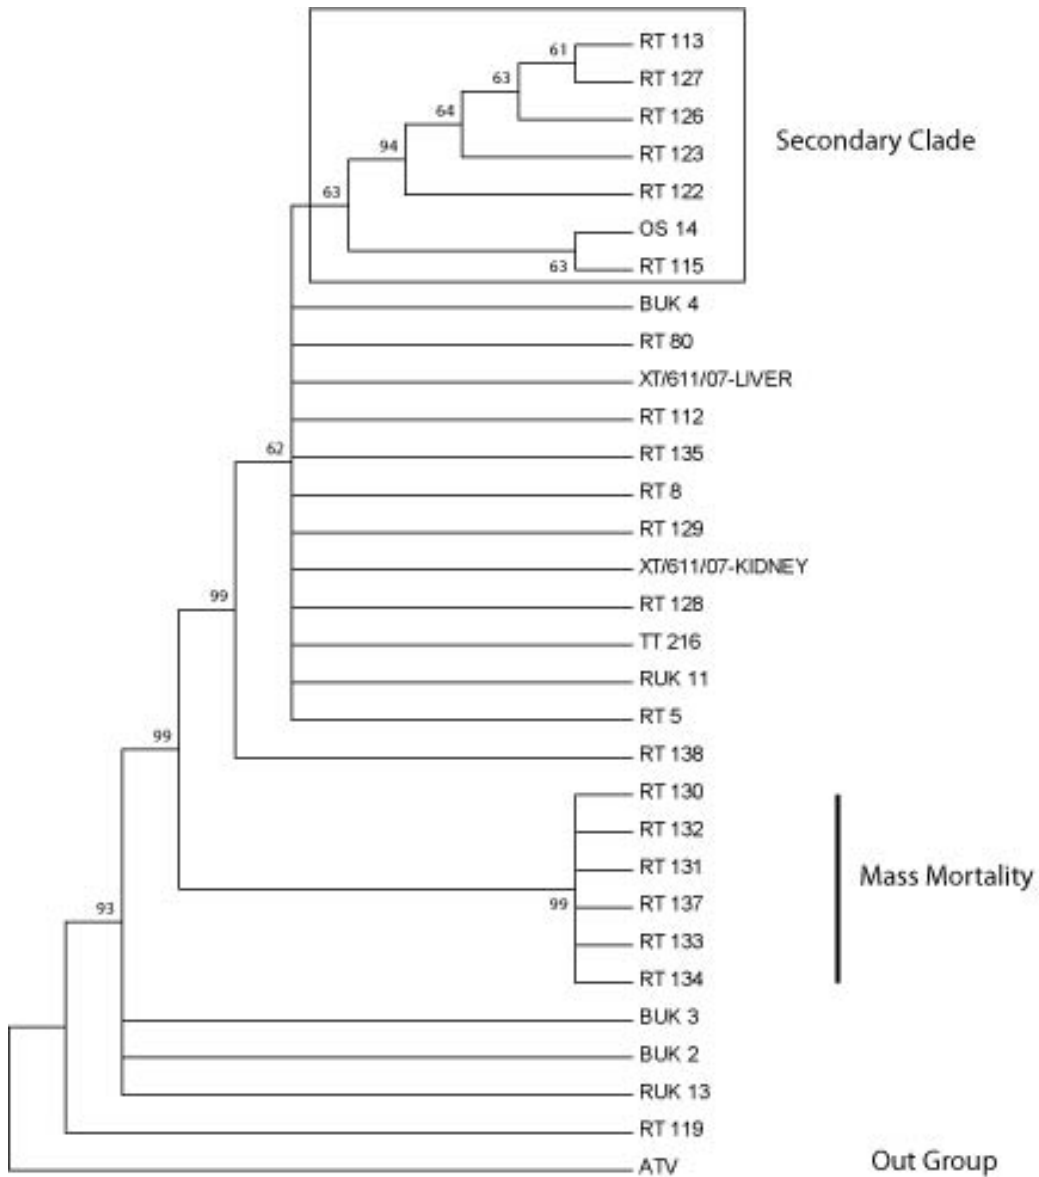 RT 113
61
RT 127
63
RT 126
64
Secondary Clade
RT 123
94
RT 122
63
OS 14
RT 115
63
BUK 4
RT 80
XT/611/07-LIVER
RT 112
RT 135
62
RT 8
RT 129
XT/611/07-KIDNEY
RT 128
99
TT 216
RUK 11
RT 5
RT 138
99
RT 130
RT 132
RT 131
Mass Mortality
RT 137
99
93
RT 133
RT 134
BUK 3
BUK 2
RUK 13
RT 119
ATV
Out Group